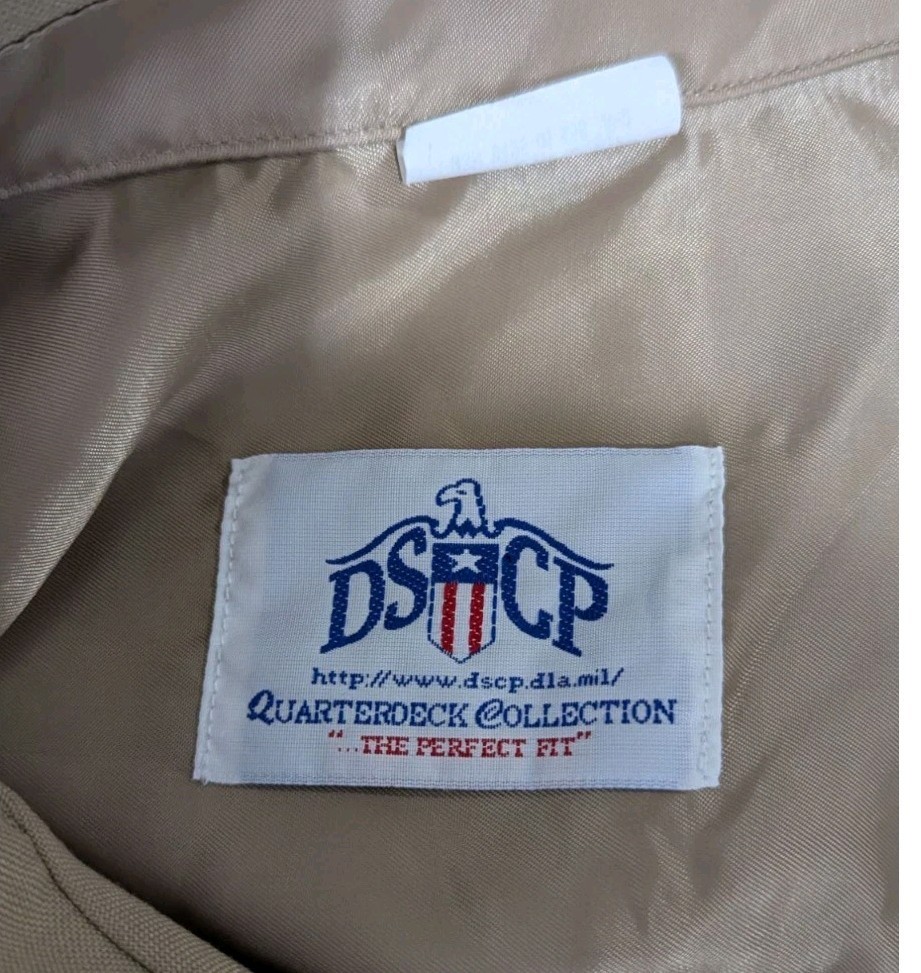 DSCP
http://www.dscp.dla.mil/
QUARTERDECK COLLECTION
"...THE PERFECT FIT"